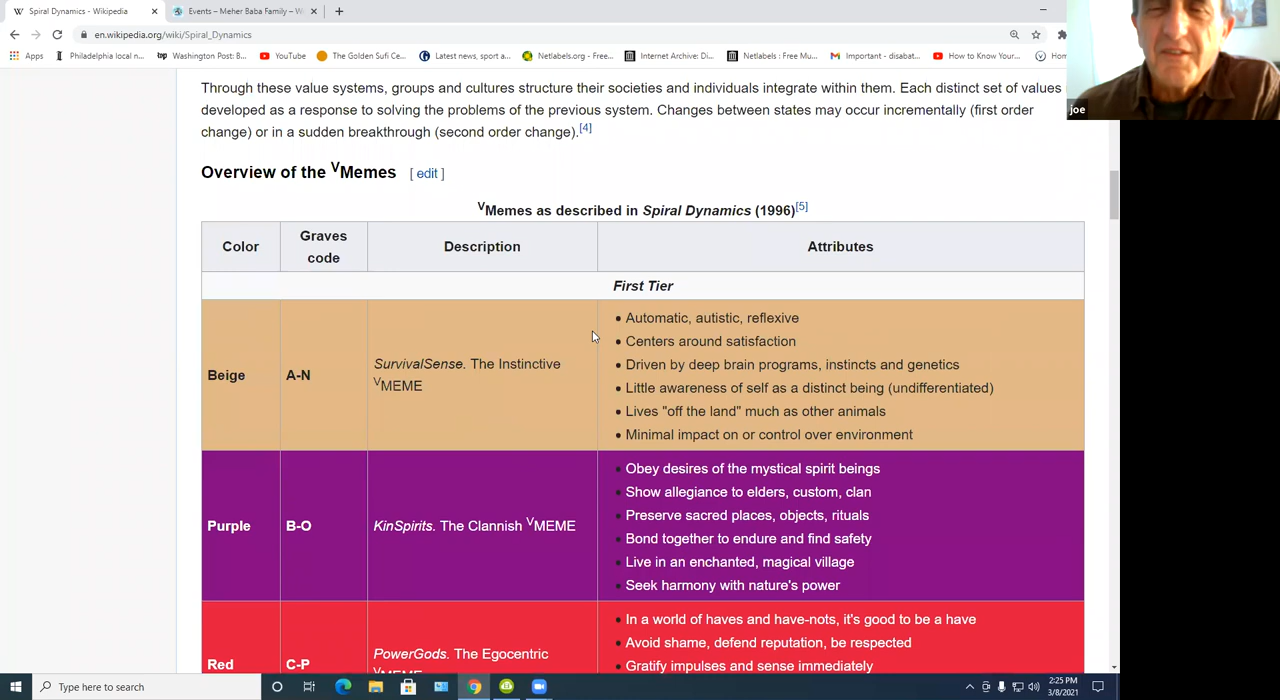 Spiral Dynamics - Wikipedia
Events – Meher Baba Family – W
en.wikipedia.org/wiki/Spiral_Dynamics
Apps
Philadelphia local n...
wp
Washington Post: B...
YouTube
The Golden Sufi Ce...
Latest news, sport a...
Netlabels.org - Free...
Internet Archive: Di...
Netlabels : Free Mu...
Important - disabat...
How to Know Your...
Hom
joe
Through these value systems, groups and cultures structure their societies and individuals integrate within them. Each distinct set of values
developed as a response to solving the problems of the previous system. Changes between states may occur incrementally (first order
change) or in a sudden breakthrough (second order change).[4]
Overview of the VMemes [ edit ]
VMemes as described in Spiral Dynamics (1996)[5]
Color
Graves
code
Description
Attributes
First Tier
Beige
A-N
SurvivalSense. The Instinctive
VMEME
• Automatic, autistic, reflexive
• Centers around satisfaction
• Driven by deep brain programs, instincts and genetics
• Little awareness of self as a distinct being (undifferentiated)
• Lives "off the land" much as other animals
• Minimal impact on or control over environment
Purple
B-O
KinSpirits. The Clannish VMEME
• Obey desires of the mystical spirit beings
• Show allegiance to elders, custom, clan
• Preserve sacred places, objects, rituals
• Bond together to endure and find safety
• Live in an enchanted, magical village
• Seek harmony with nature's power
Red
C-P
PowerGods. The Egocentric
VMEME
• In a world of haves and have-nots, it's good to be a have
• Avoid shame, defend reputation, be respected
• Gratify impulses and sense immediately
Type here to search
2:25 PM
3/8/2021